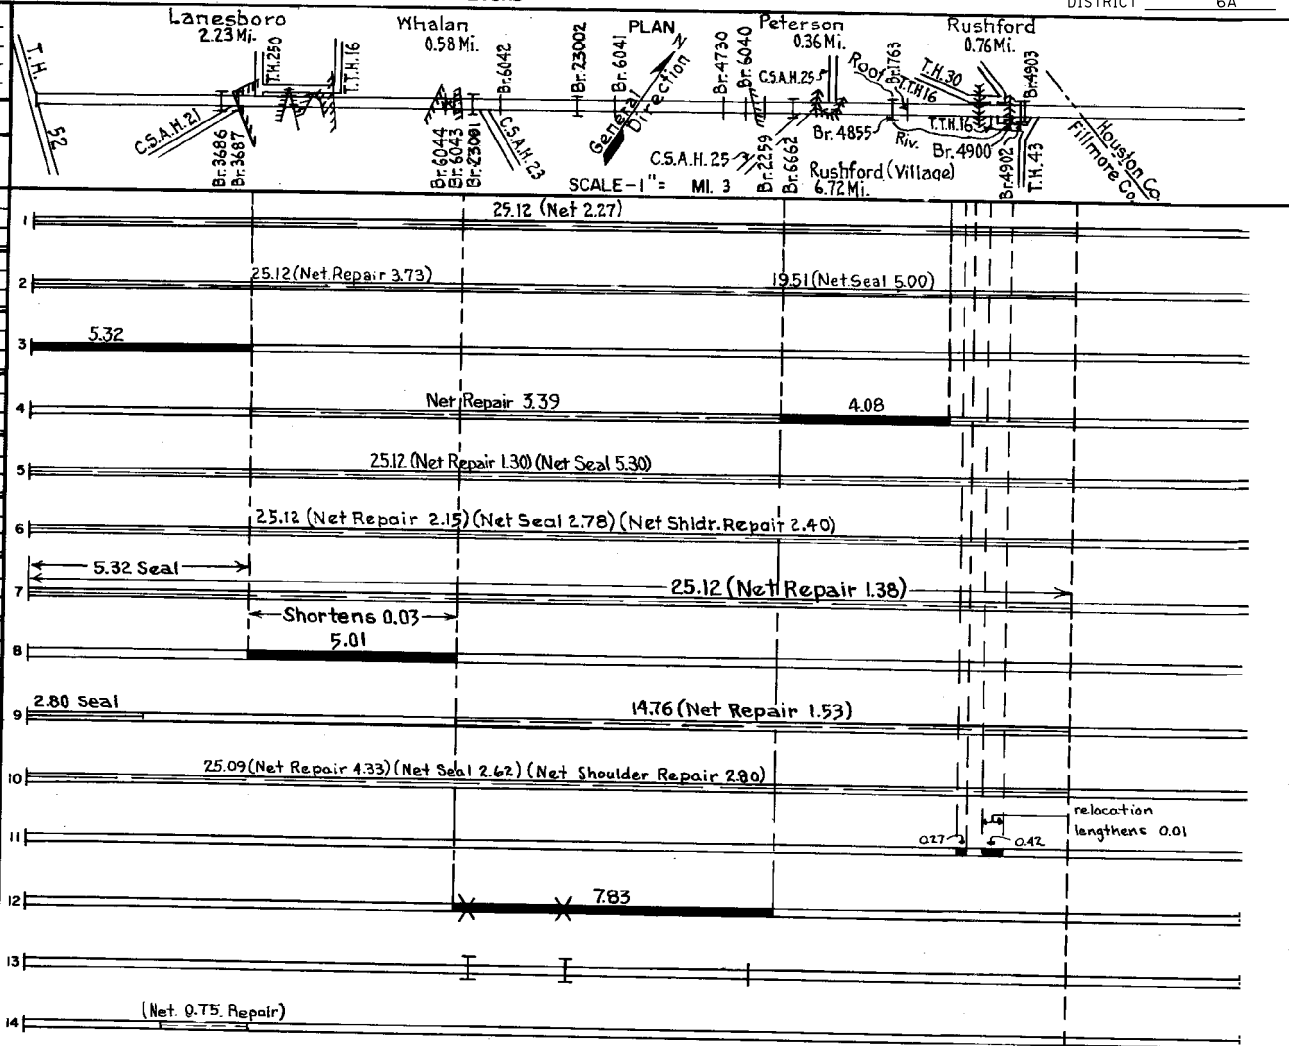 DISTRICT 6A
Lanesboro
2.23 Mi.
Whalan
0.58 Mi.
PLAN
Peterson
0.36 Mi.
Rushford
0.76 Mi.
T.H.
52
C.S.A.H. 21
Br. 3686
Br. 3687
T.H. 250
T.T.H. 16
Br. 6044
Br. 6043
Br. 23001
Br. 6042
C.S.A.H. 23
Br. 23002
Br. 6041
N
General
Direction
Br. 4730
Br. 6040
C.S.A.H. 25
C.S.A.H. 25
Br. 2259
Br. 6662
Root
Riv.
Br. 1763
Br. 4855
T.H. 30
T.T.H 16
T.T.H. 16
Br. 4900
Br. 4902
Br. 4903
T.H. 43
Houston Co.
Fillmore Co.
Rushford (Village)
6.72 Mi.
SCALE-1"= MI. 3
1 25.12 (Net 2.27)
2 25.12 (Net. Repair 3.73) 19.51 (Net. Seal 5.00)
3 5.32
4 Net Repair 3.39 4.08
5 25.12 (Net Repair 1.30) (Net Seal 5.30)
6 25.12 (Net Repair 2.15) (Net Seal 2.78) (Net Shldr. Repair 2.40)
5.32 Seal
7 25.12 (Net Repair 1.38)
Shortens 0.03
8 5.01
9 2.80 Seal 14.76 (Net Repair 1.53)
10 25.09 (Net Repair 4.33) (Net Seal 2.62) (Net Shoulder Repair 2.80)
relocation
lengthens 0.01
11 0.27 0.42
12 7.83
13
14 (Net. 0.75. Repair)